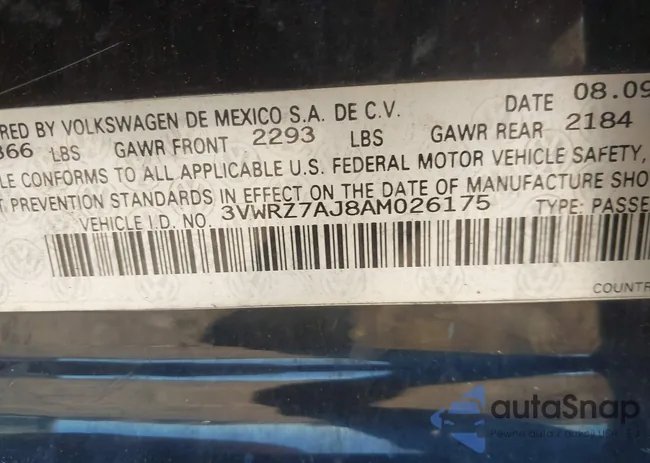 RED BY VOLKSWAGEN DE MEXICO S.A. DE C.V. DATE 08.09
366 LBS GAWR FRONT 2293 LBS GAWR REAR 2184
LE CONFORMS TO ALL APPLICABLE U.S. FEDERAL MOTOR VEHICLE SAFETY,
T PREVENTION STANDARDS IN EFFECT ON THE DATE OF MANUFACTURE SHO
VEHICLE I.D. NO. 3VWRZ7AJ8AM026175 TYPE: PASSE
COUNTR
autaSnap